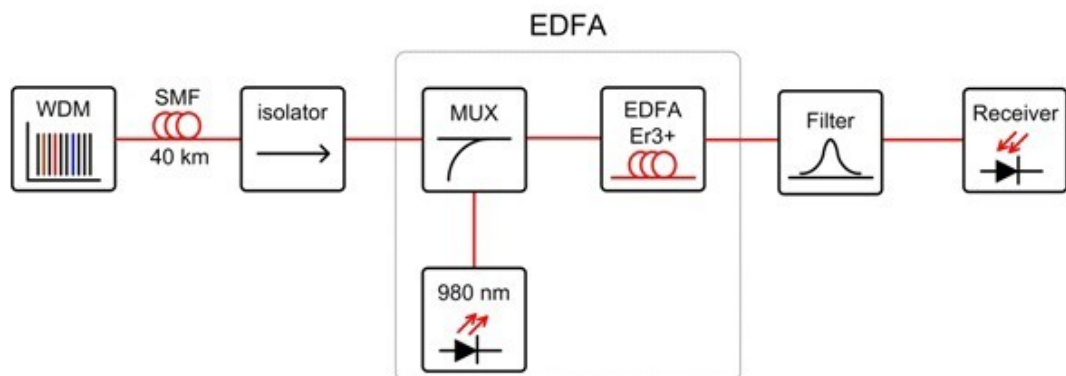 EDFA
WDM
SMF
40 km
isolator
MUX
EDFA
Er3+
Filter
Receiver
980 nm